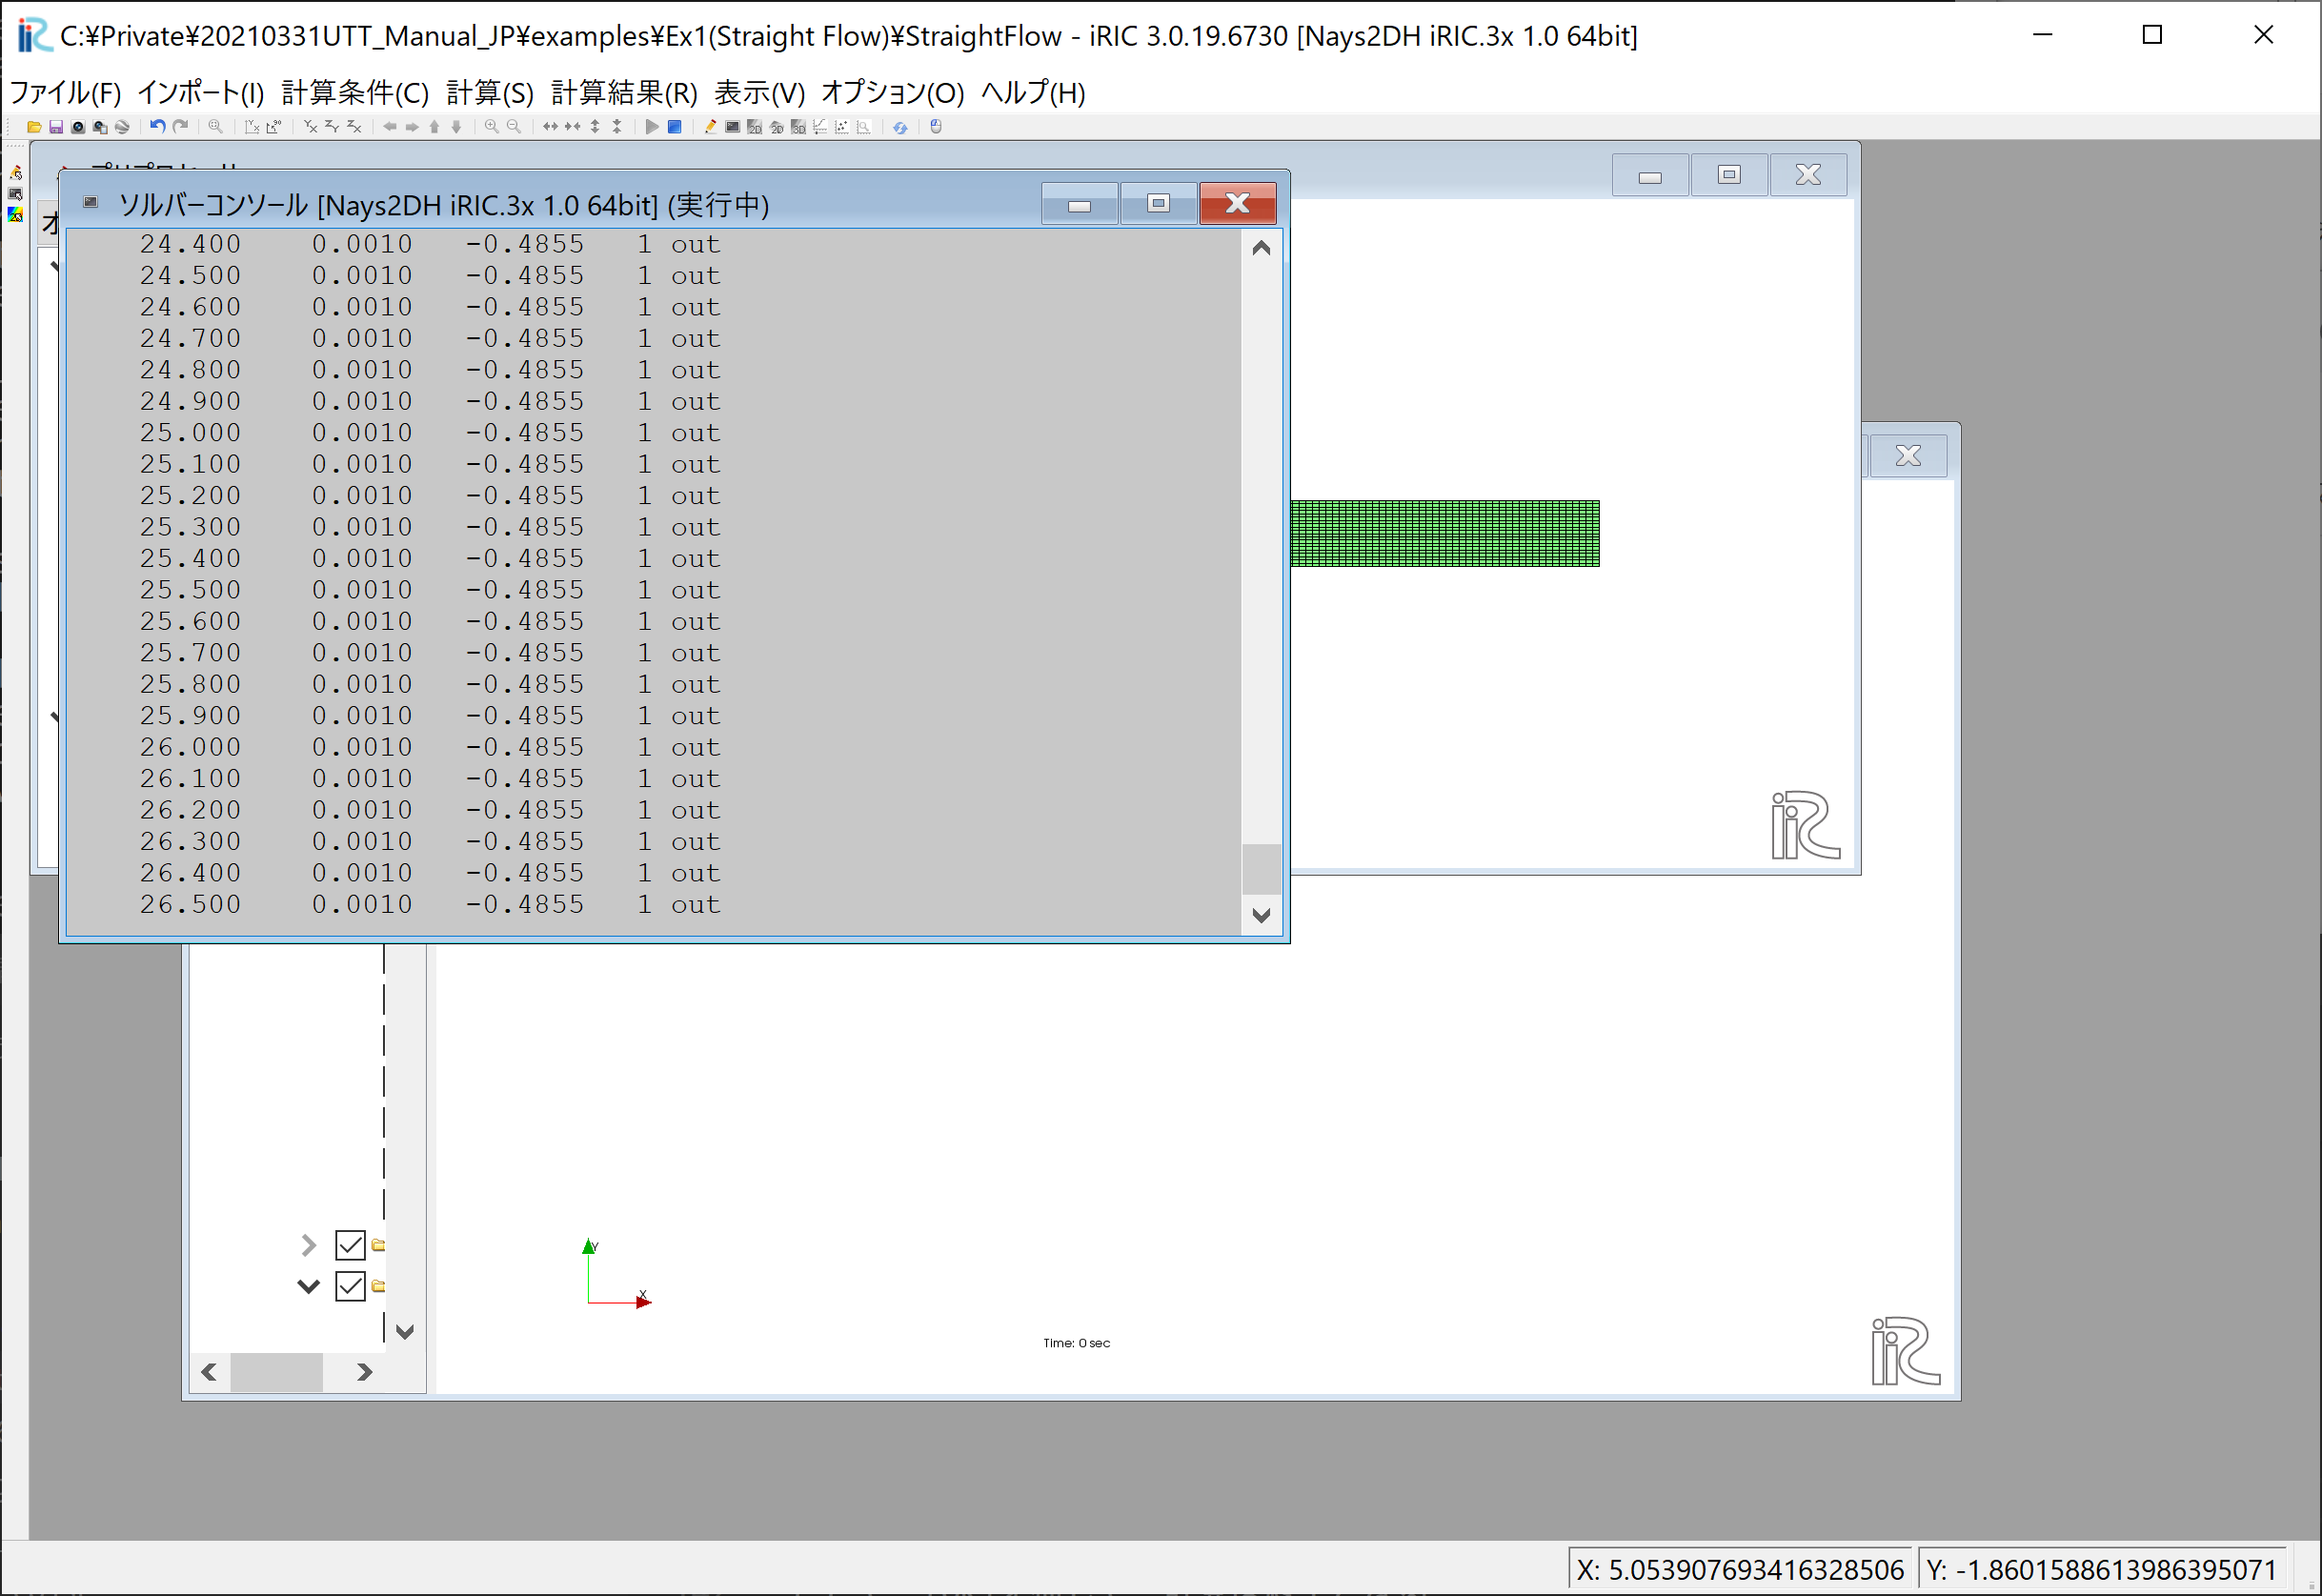 C:¥Private¥20210331UTT_Manual_JP¥examples¥Ex1(Straight Flow)¥StraightFlow - iRIC 3.0.19.6730 [Nays2DH iRIC.3x 1.0 64bit]
ファイル(F) インポート(I) 計算条件(C) 計算(S) 計算結果(R) 表示(V) オプション(O) ヘルプ(H)
ソルバーコンソール [Nays2DH iRIC.3x 1.0 64bit] (実行中)
24.400 0.0010 -0.4855 1 out
24.500 0.0010 -0.4855 1 out
24.600 0.0010 -0.4855 1 out
24.700 0.0010 -0.4855 1 out
24.800 0.0010 -0.4855 1 out
24.900 0.0010 -0.4855 1 out
25.000 0.0010 -0.4855 1 out
25.100 0.0010 -0.4855 1 out
25.200 0.0010 -0.4855 1 out
25.300 0.0010 -0.4855 1 out
25.400 0.0010 -0.4855 1 out
25.500 0.0010 -0.4855 1 out
25.600 0.0010 -0.4855 1 out
25.700 0.0010 -0.4855 1 out
25.800 0.0010 -0.4855 1 out
25.900 0.0010 -0.4855 1 out
26.000 0.0010 -0.4855 1 out
26.100 0.0010 -0.4855 1 out
26.200 0.0010 -0.4855 1 out
26.300 0.0010 -0.4855 1 out
26.400 0.0010 -0.4855 1 out
26.500 0.0010 -0.4855 1 out
Y
X
Time: 0 sec
X: 5.053907693416328506 Y: -1.8601588613986395071